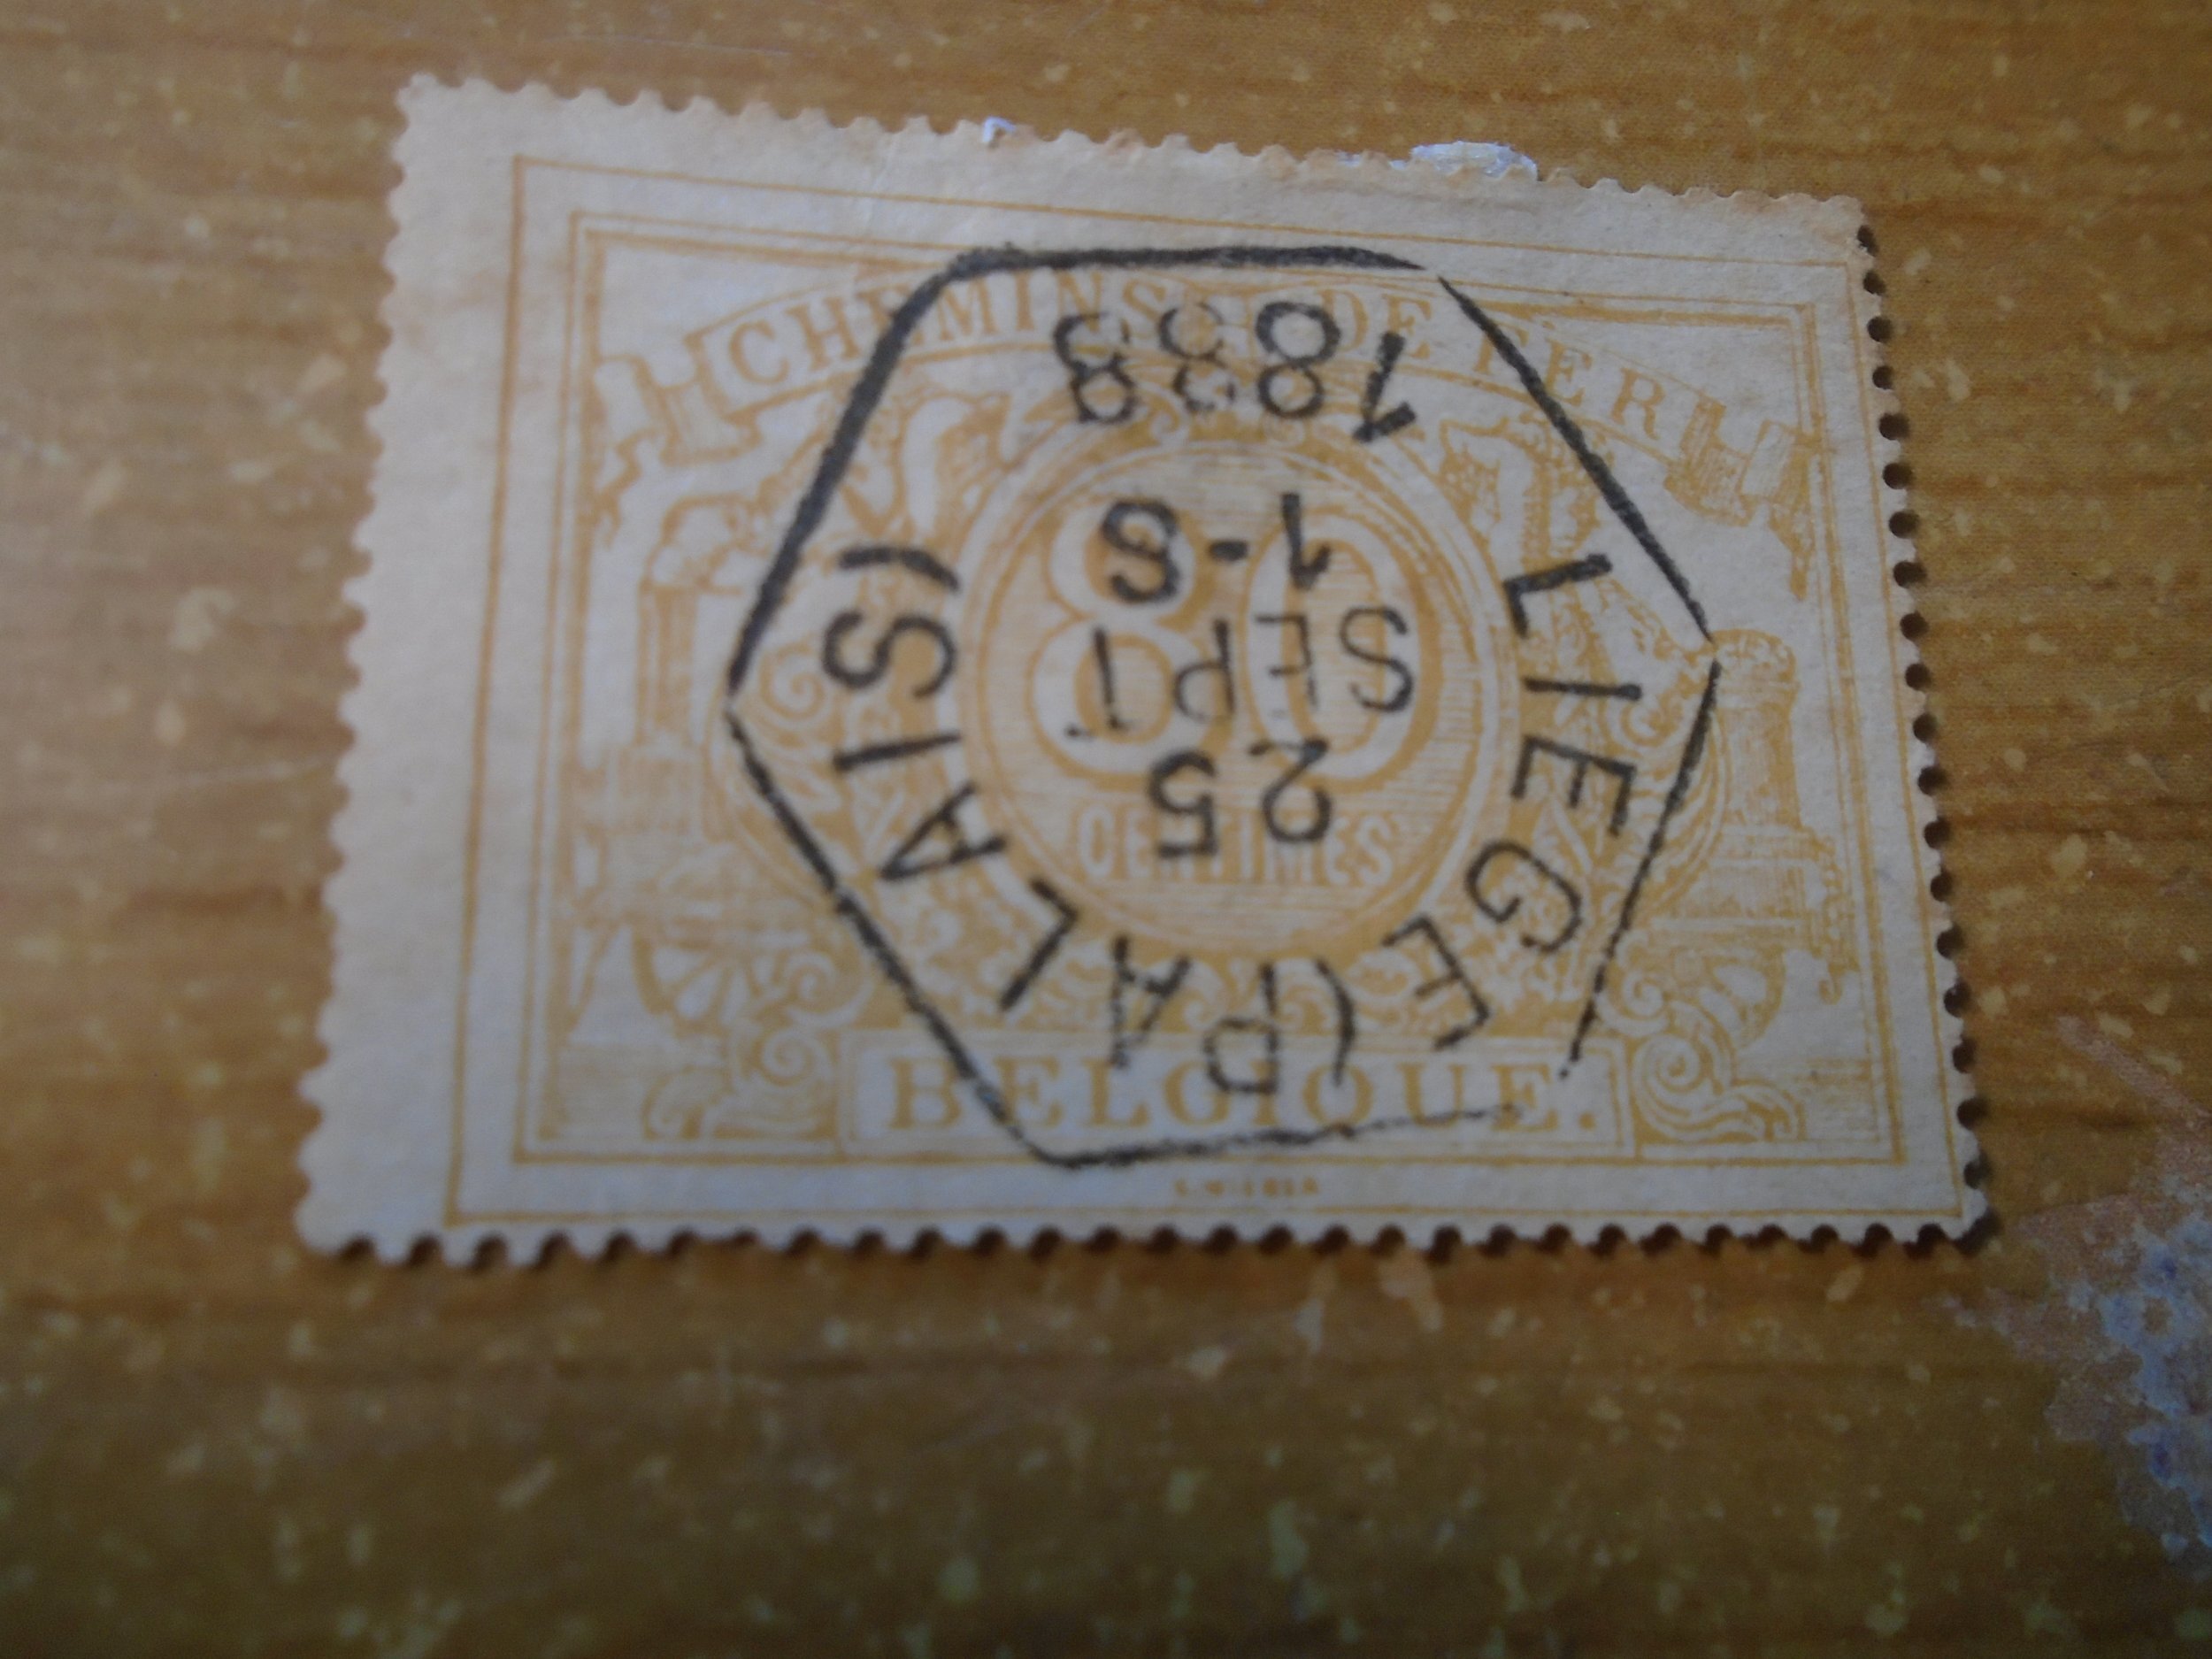 CHEMINS DE FER
80
CENTIMES
BELGIQUE.
LIEGE (PALAIS)
25
SEPT
1-S
1888